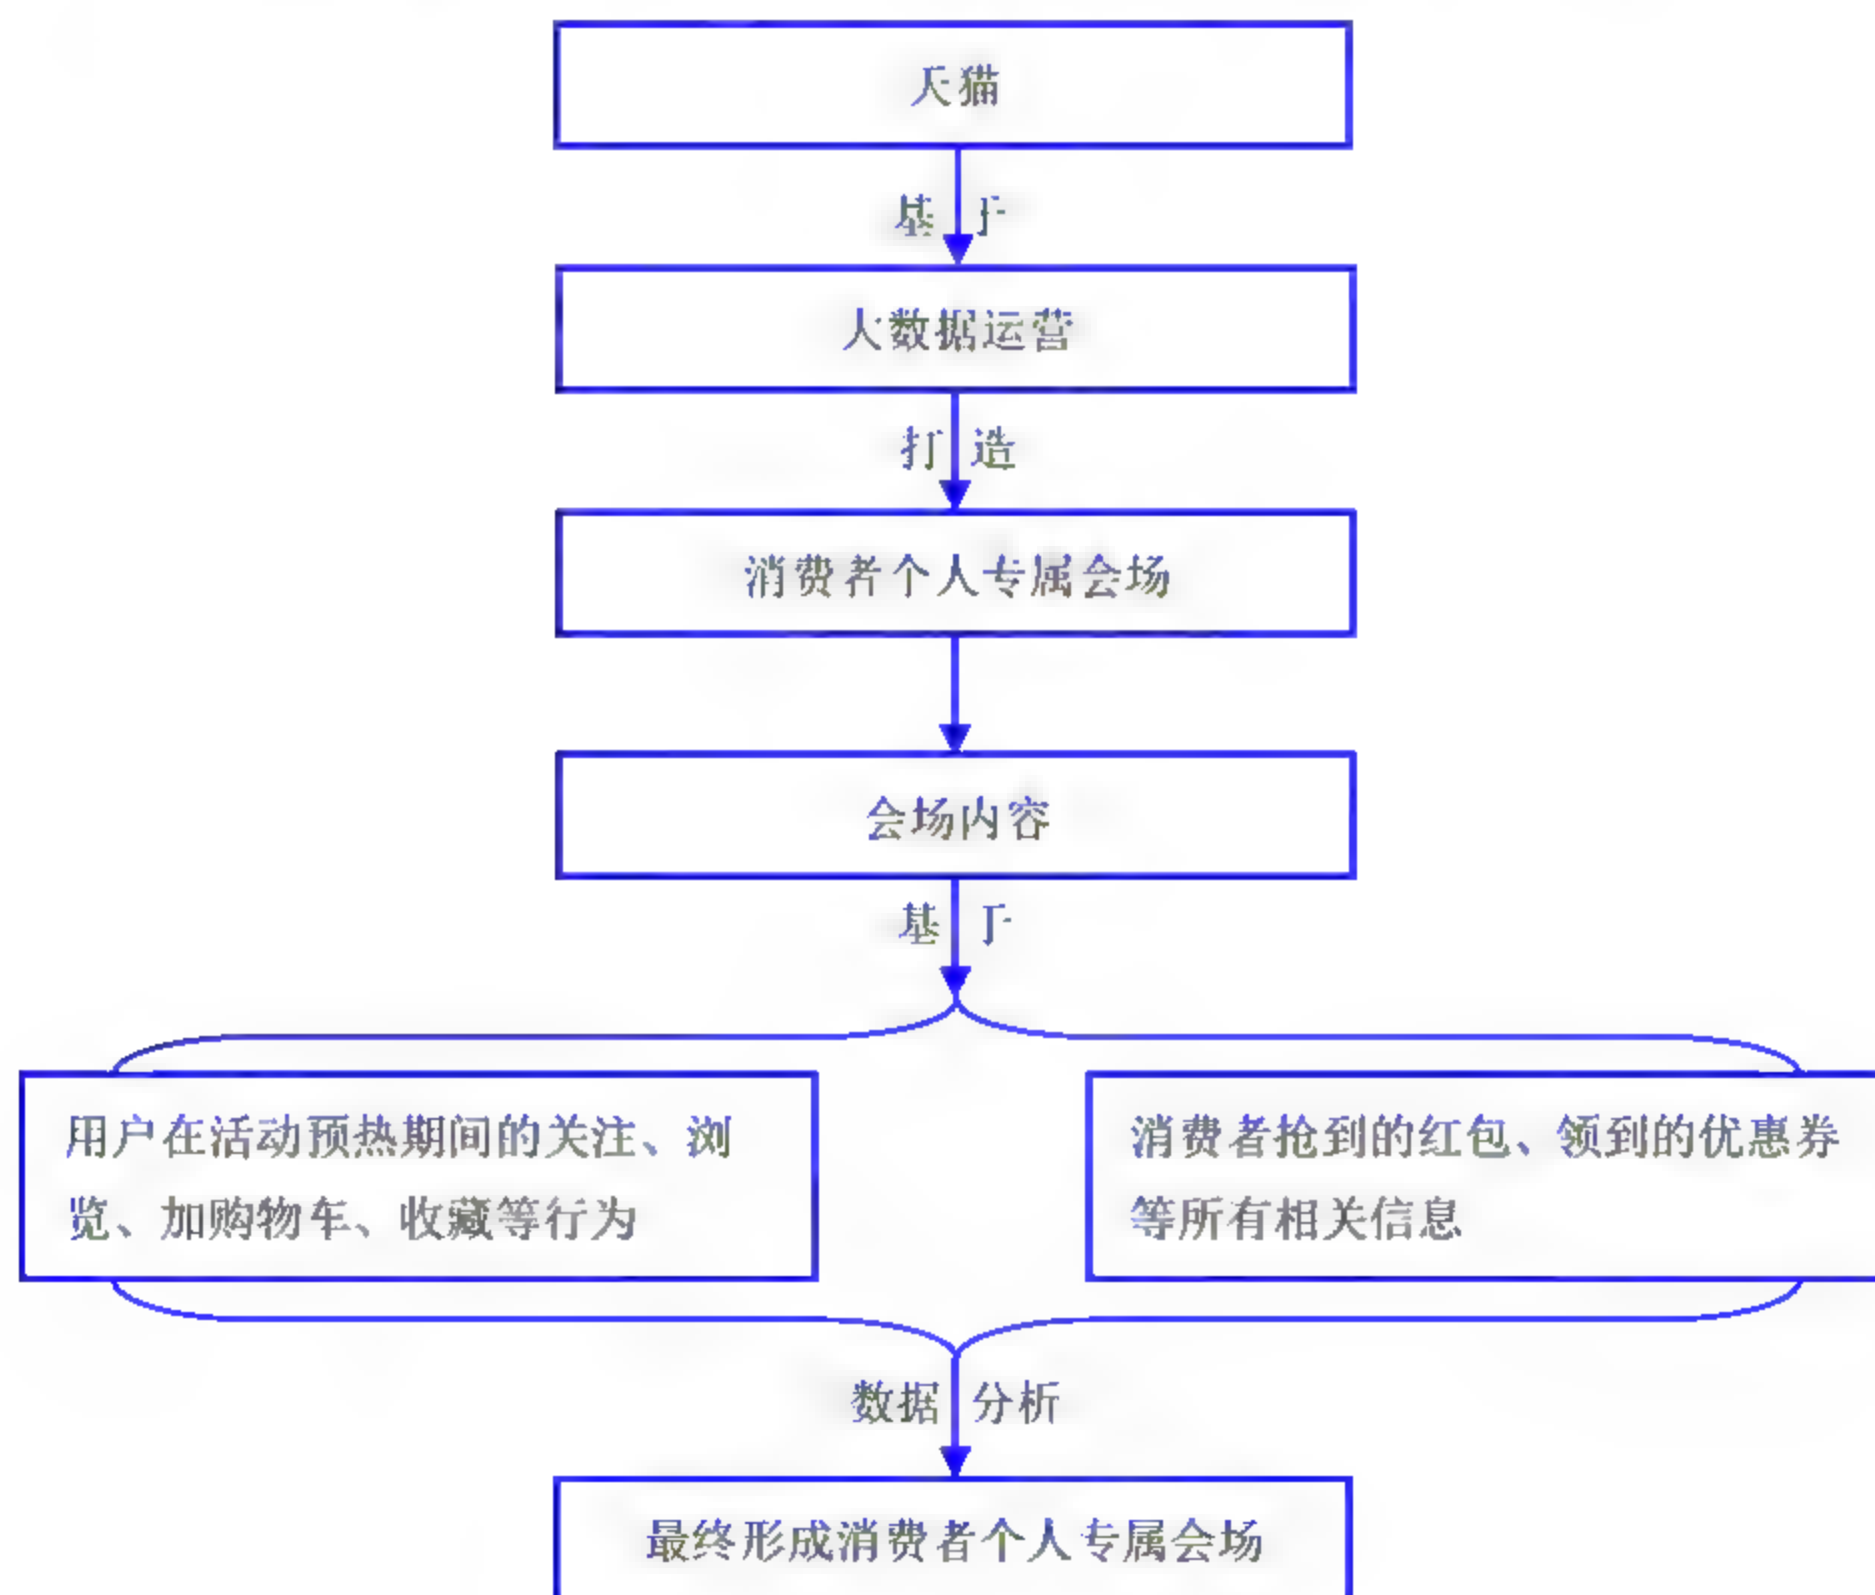 天猫
基于
大数据运营
打造
消费者个人专属会场
会场内容
基于
用户在活动预热期间的关注、浏
览、加购物车、收藏等行为
消费者抢到的红包、领到的优惠券
等所有相关信息
数据分析
最终形成消费者个人专属会场